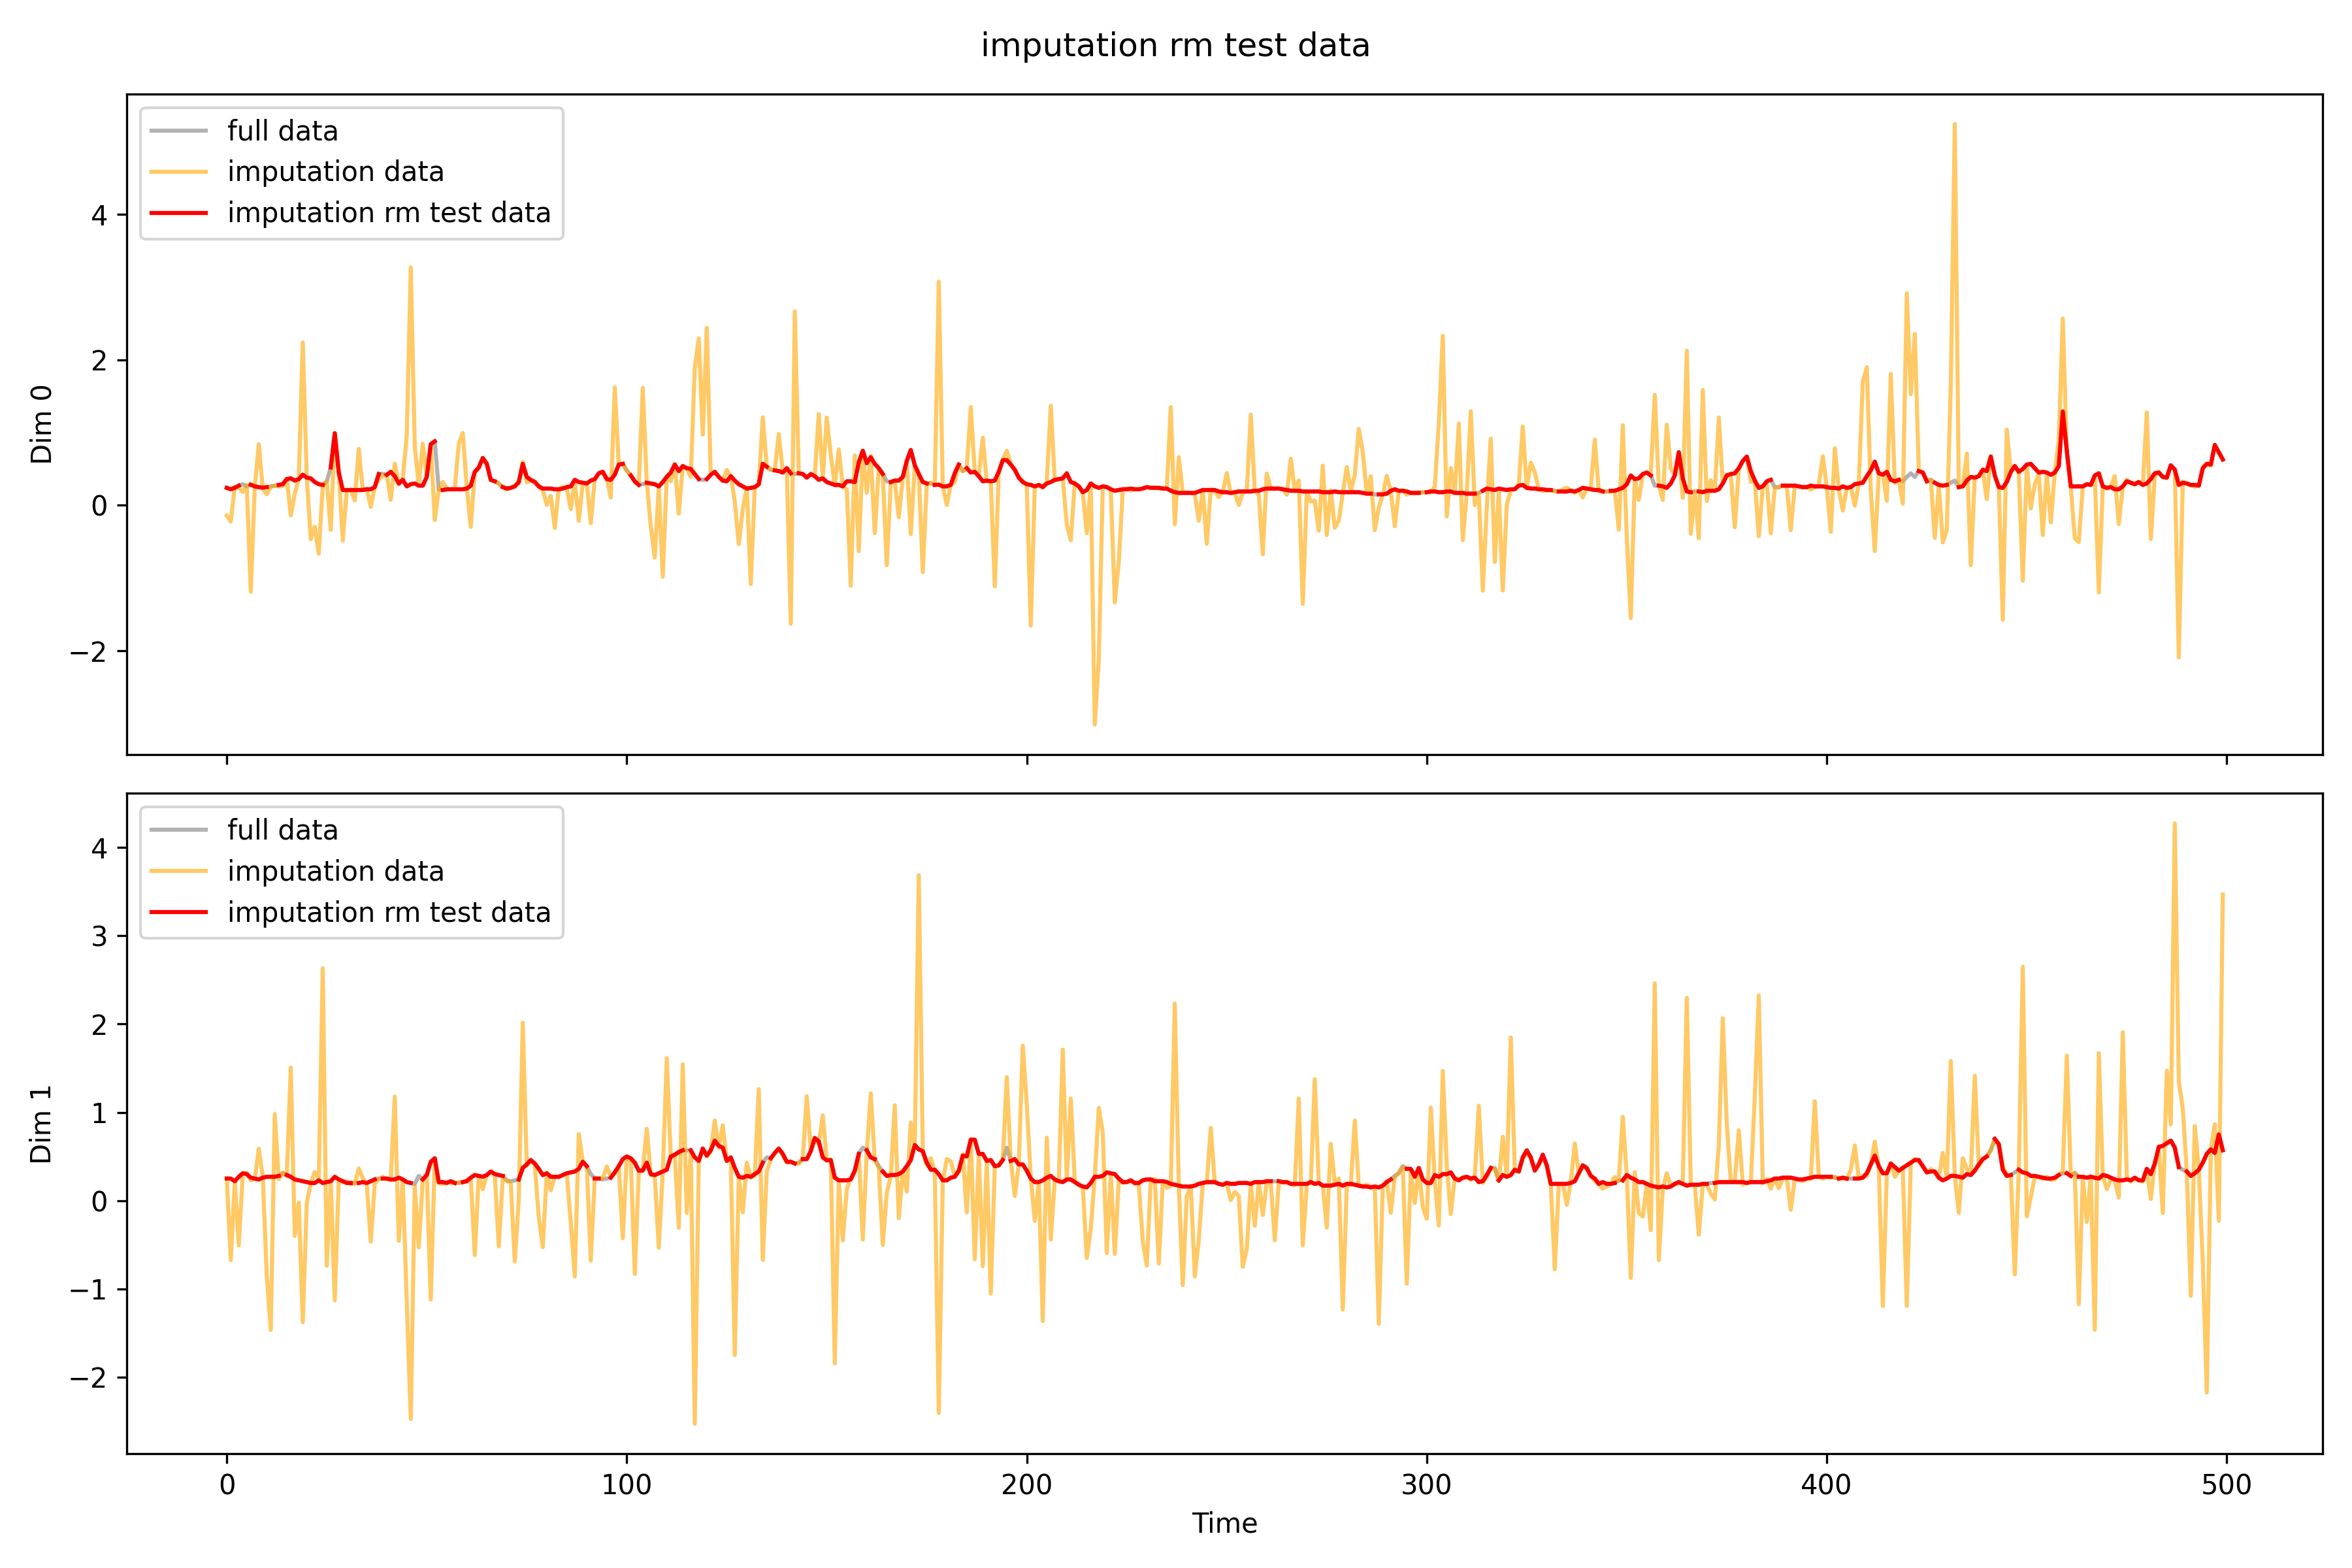 imputation rm test data
full data
imputation data
imputation rm test data
4
2
0
−2
Dim 0
full data
imputation data
imputation rm test data
4
3
2
1
0
−1
−2
Dim 1
0 100 200 300 400 500
Time